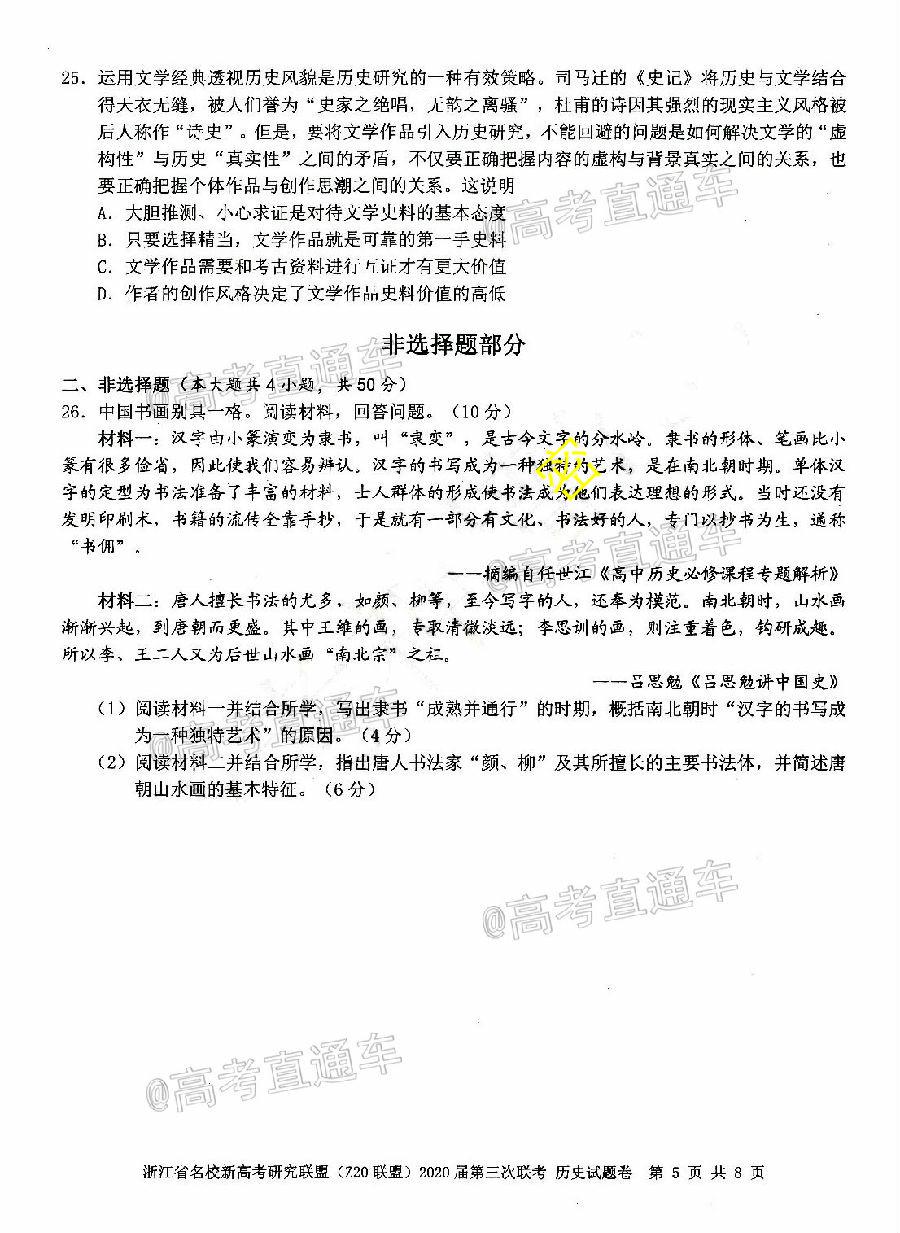 25. 运用文学经典透视历史风貌是历史研究的一种有效策略。司马迁的《史记》将历史与文学结合
得天衣无缝，被人们誉为“史家之绝唱，无韵之离骚”，杜甫的诗因其强烈的现实主义风格被
后人称作“诗史”。但是，要将文学作品引入历史研究，不能回避的问题是如何解决文学的“虚
构性”与历史“真实性”之间的矛盾，不仅要正确把握内容的虚构与背景真实之间的关系，也
要正确把握个体作品与创作思潮之间的关系。这说明
A. 大胆推测、小心求证是对待文学史料的基本态度
B. 只要选择精当，文学作品就是可靠的第一手史料
C. 文学作品需要和考古资料进行互证才有更大价值
D. 作者的创作风格决定了文学作品史料价值的高低
@高考直通车
非选择题部分
@高考直通车
二、非选择题（本大题共4小题，共50分）
26. 中国书画别具一格。阅读材料，回答问题。（10分）
材料一：汉字由小篆演变为隶书，叫“隶变”，是古今文字的分水岭。隶书的形体、笔画比小
篆有很多俭省，因此使我们容易辨认。汉字的书写成为一种独特的艺术，是在南北朝时期。单体汉
字的定型为书法准备了丰富的材料，士人群体的形成使书法成为他们表达理想的形式。当时还没有
发明印刷术，书籍的流传全靠手抄，于是就有一部分有文化、书法好的人，专门以抄书为生，通称
“书佣”。
@高考直通车
——摘编自任世江《高中历史必修课程专题解析》
材料二：唐人擅长书法的尤多，如颜、柳等，至今写字的人，还奉为模范。南北朝时，山水画
渐渐兴起，到唐朝而更盛。其中王维的画，专取清微淡远；李思训的画，则注重着色，钩研成趣。
所以李、王二人又为后世山水画“南北宗”之祖。
——吕思勉《吕思勉讲中国史》
@高考直通车
（1）阅读材料一并结合所学，写出隶书“成熟并通行”的时期，概括南北朝时“汉字的书写成
为一种独特艺术”的原因。（4分）
（2）阅读材料二并结合所学，指出唐人书法家“颜、柳”及其所擅长的主要书法体，并简述唐
朝山水画的基本特征。（6分）
@高考直通车
@高考直通车
浙江省名校新高考研究联盟（Z20联盟）2020届第三次联考 历史试题卷 第 5 页 共 8 页